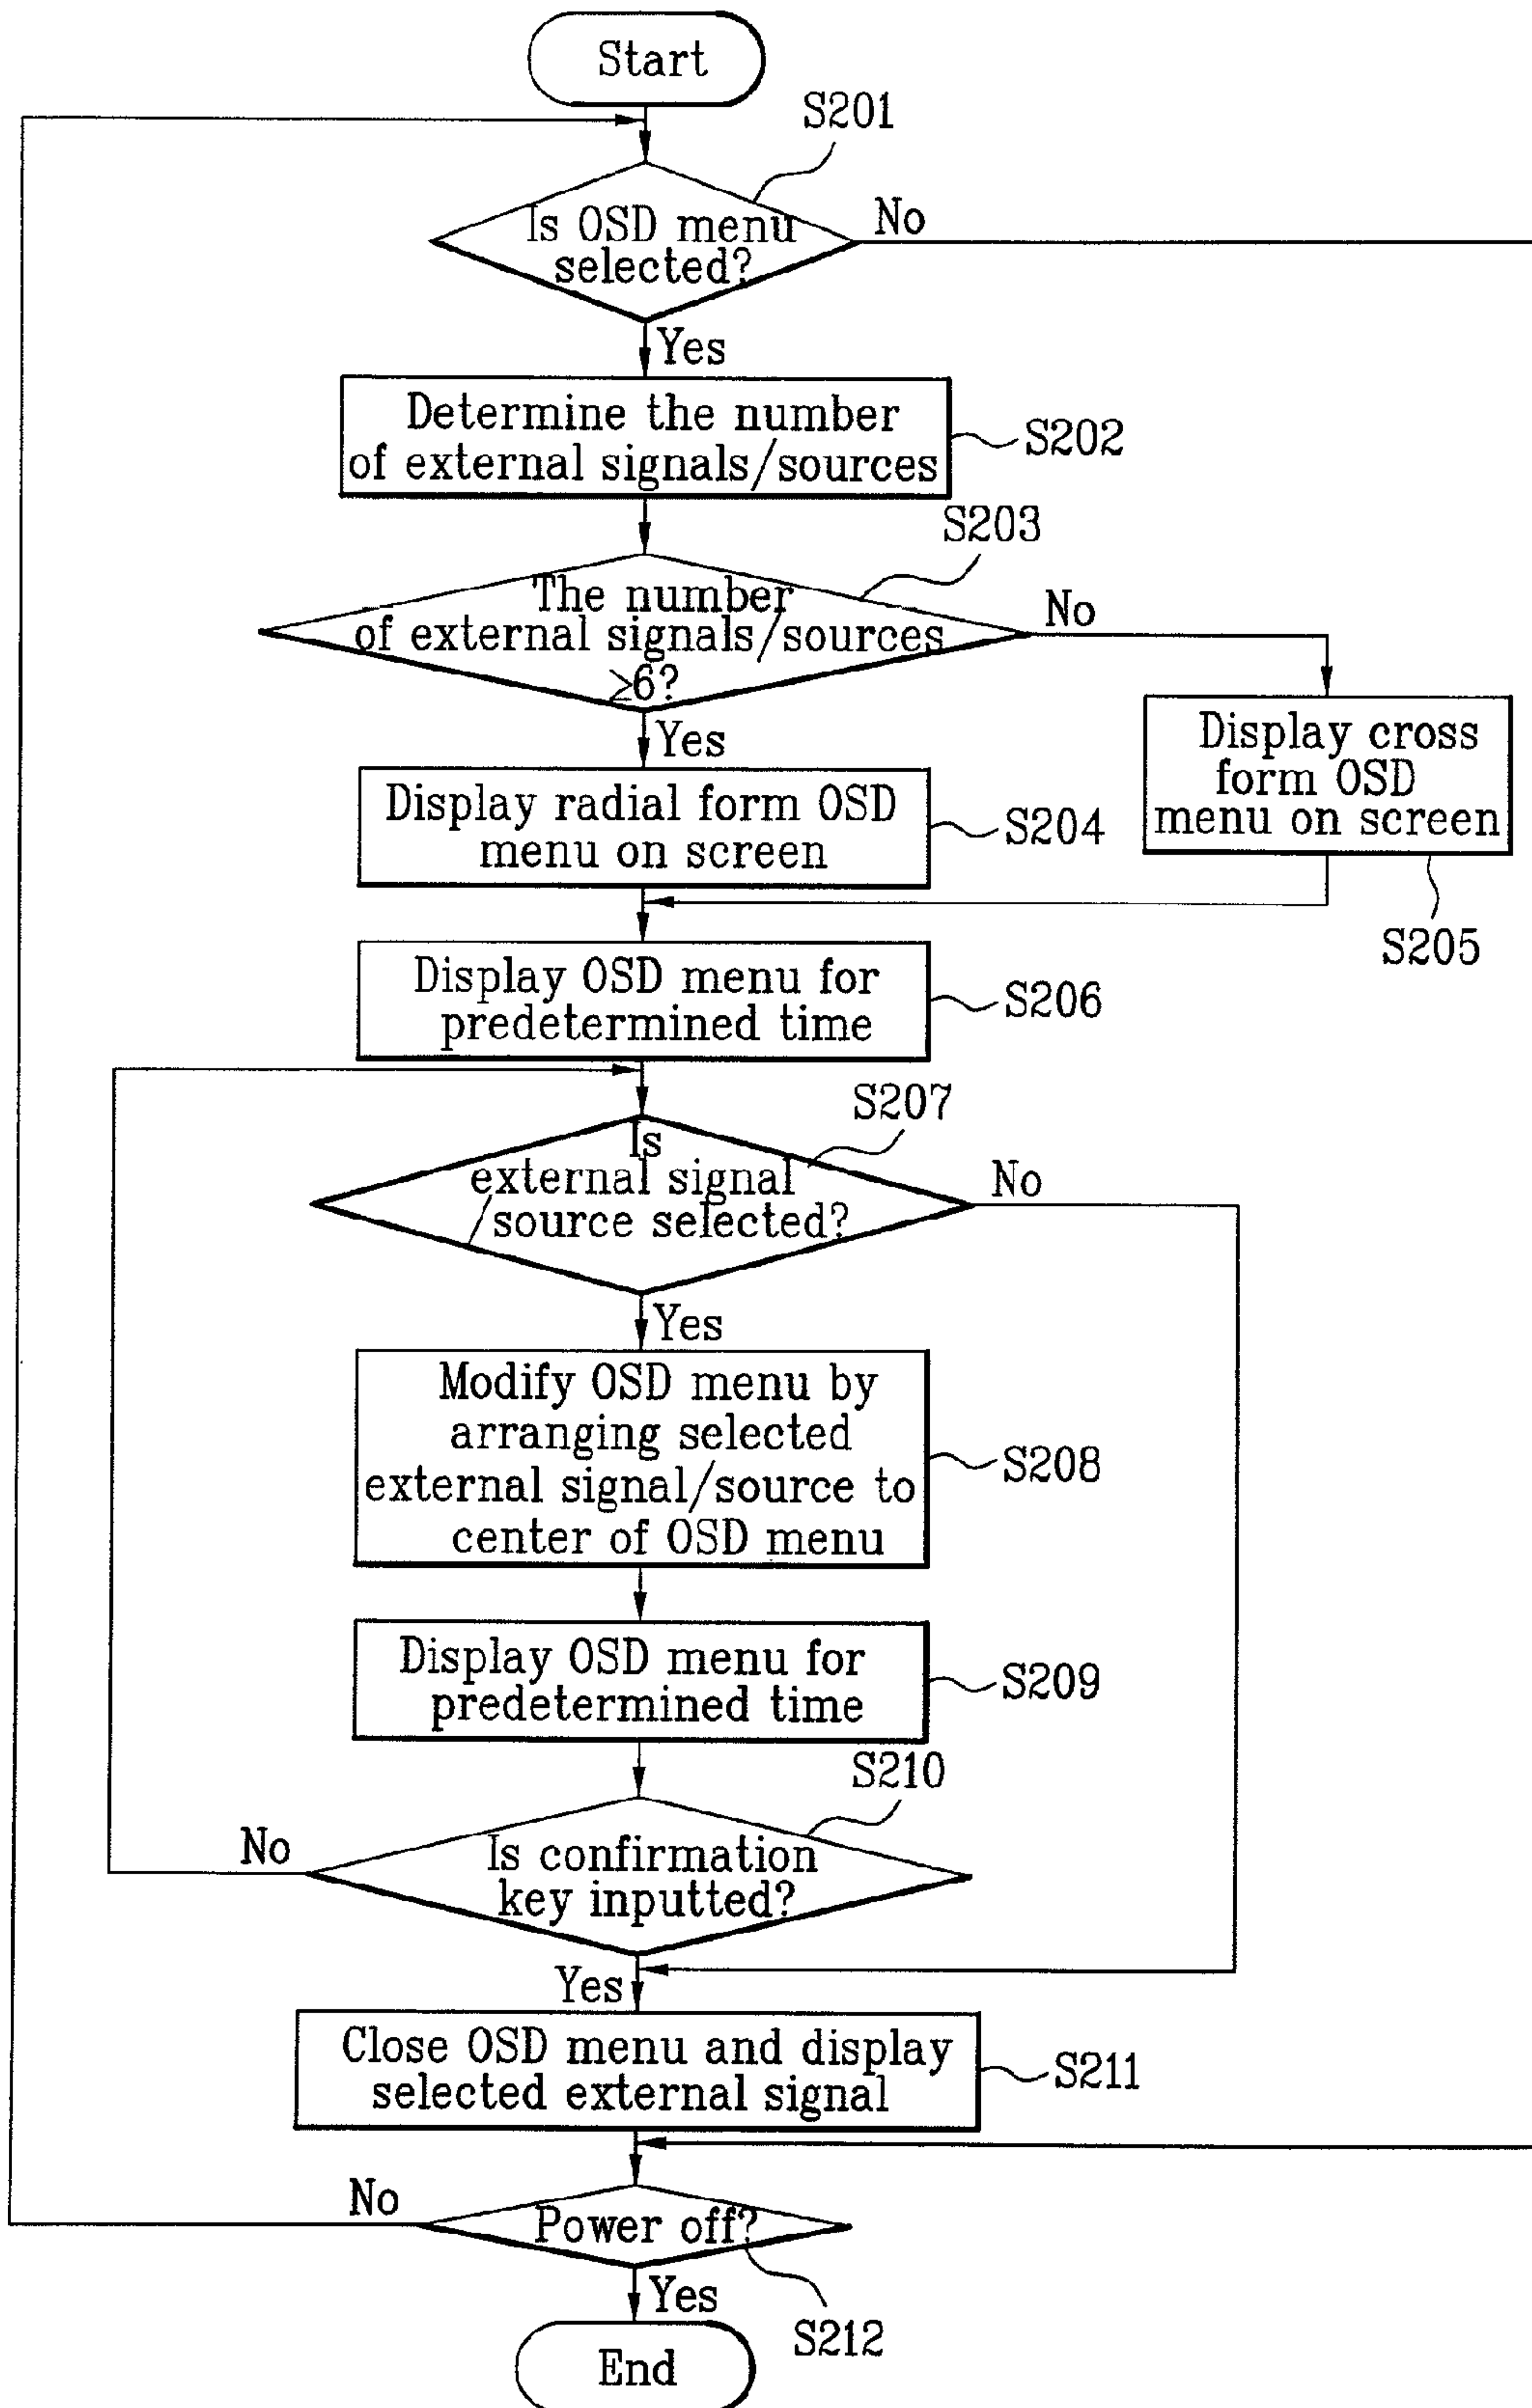 Start
S201
Is OSD menu
selected?
No
Yes
Determine the number
of external signals/sources
S202
S203
The number
of external signals/sources
≥6?
No
Yes
Display radial form OSD
menu on screen
S204
Display cross
form OSD
menu on screen
S205
Display OSD menu for
predetermined time
S206
S207
Is
external signal
/source selected?
No
Yes
Modify OSD menu by
arranging selected
external signal/source to
center of OSD menu
S208
Display OSD menu for
predetermined time
S209
S210
Is confirmation
key inputted?
No
Yes
Close OSD menu and display
selected external signal
S211
No
Power off?
Yes
S212
End